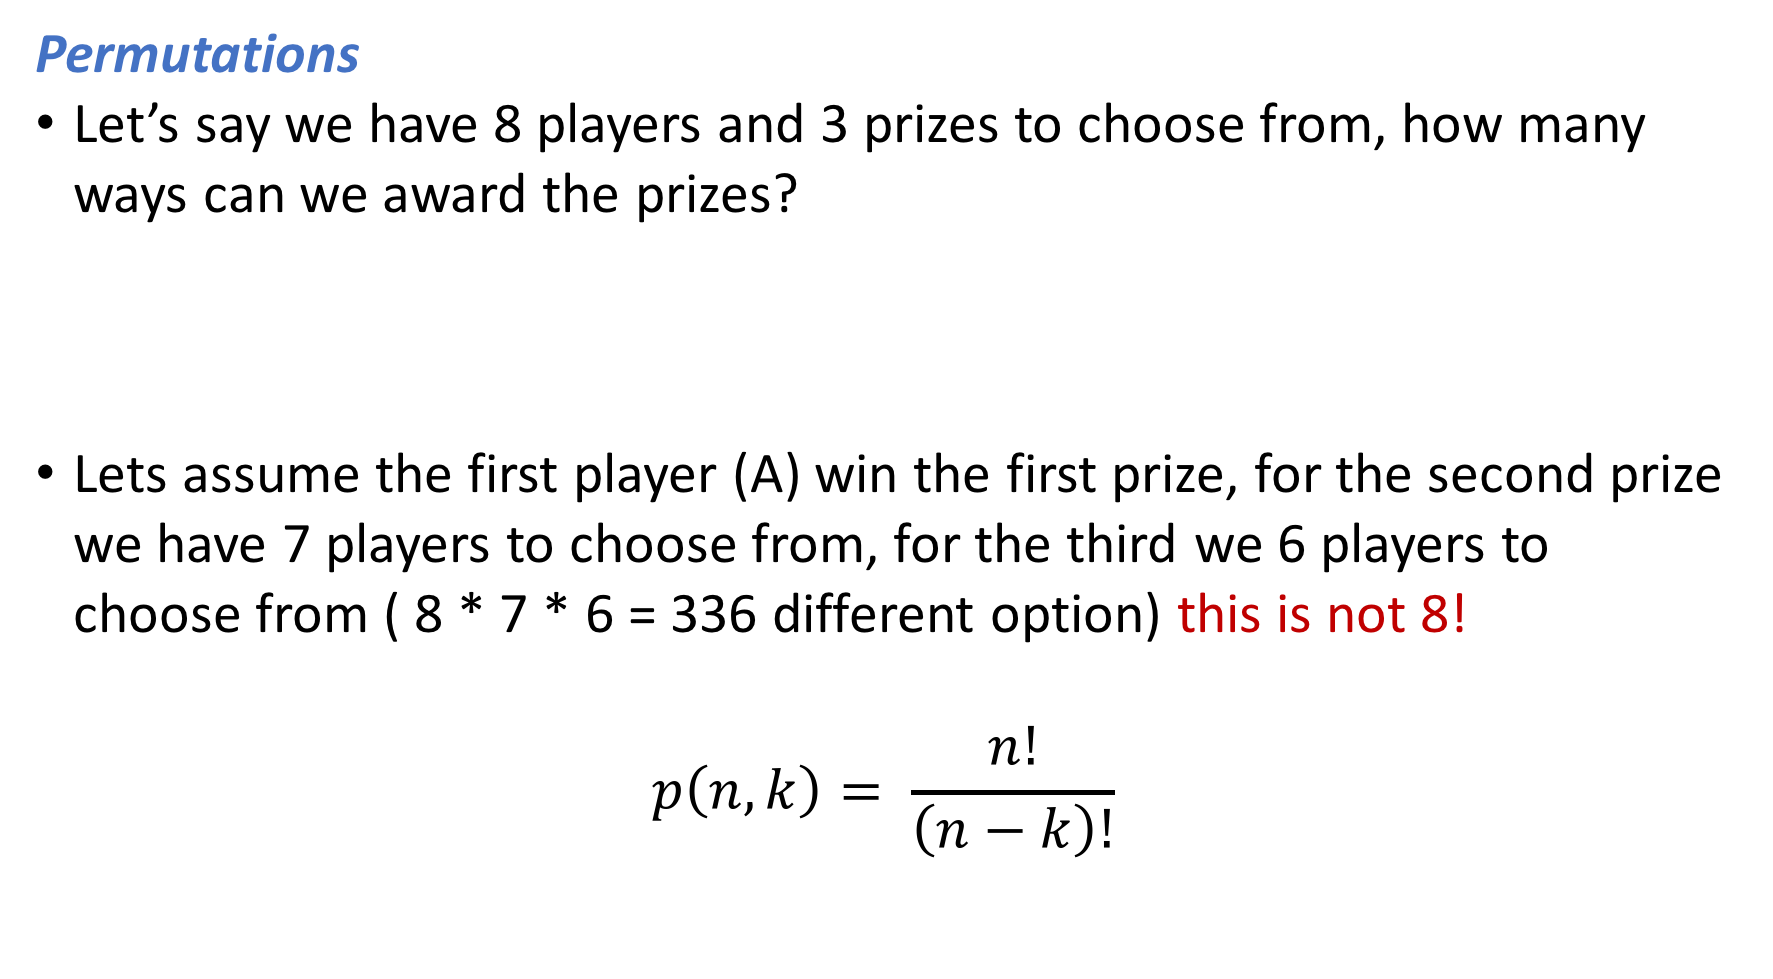 Permutations
• Let’s say we have 8 players and 3 prizes to choose from, how many
ways can we award the prizes?
• Lets assume the first player (A) win the first prize, for the second prize
we have 7 players to choose from, for the third we 6 players to
choose from ( 8 * 7 * 6 = 336 different option) this is not 8!
p(n, k) = n! / (n − k)!